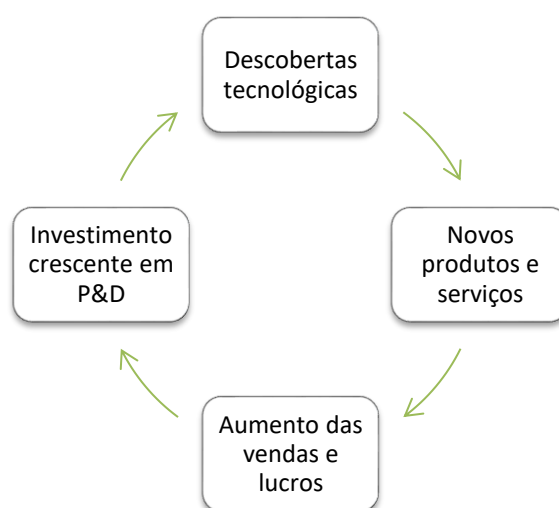 Descobertas
tecnológicas
Novos
produtos e
serviços
Aumento das
vendas e
lucros
Investimento
crescente em
P&D